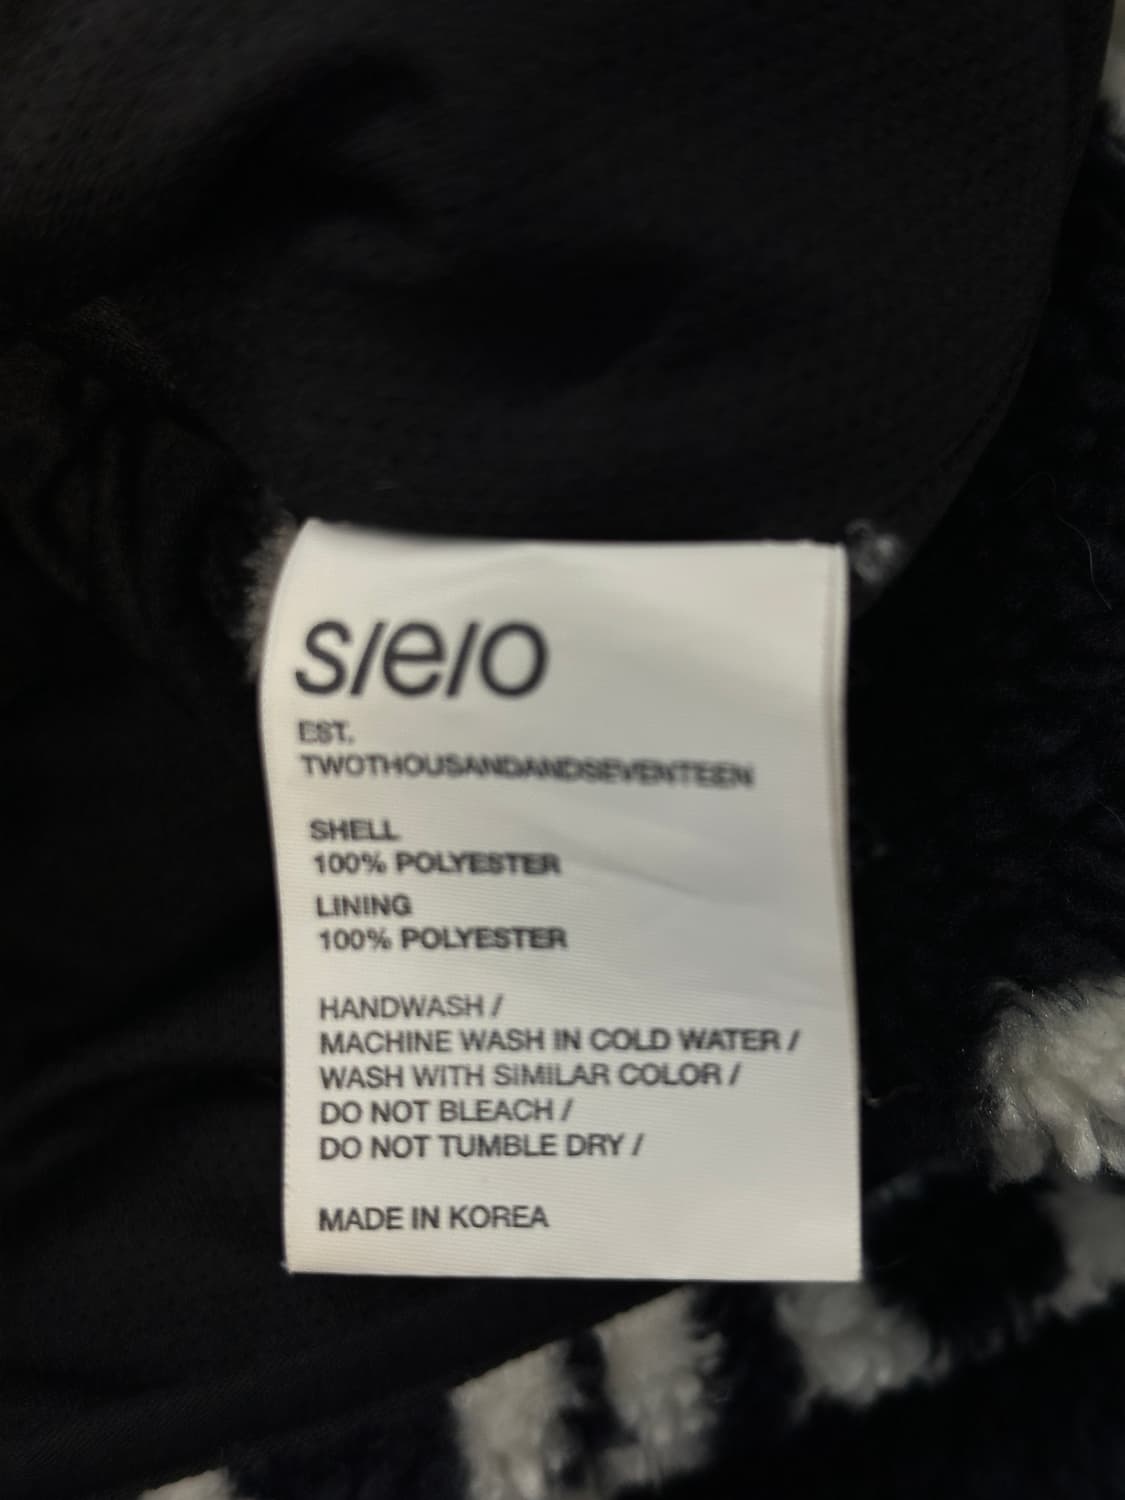 s/e/o
EST.
TWOTHOUSANDANDSEVENTEEN
SHELL
100% POLYESTER
LINING
100% POLYESTER
HANDWASH /
MACHINE WASH IN COLD WATER /
WASH WITH SIMILAR COLOR /
DO NOT BLEACH /
DO NOT TUMBLE DRY /
MADE IN KOREA